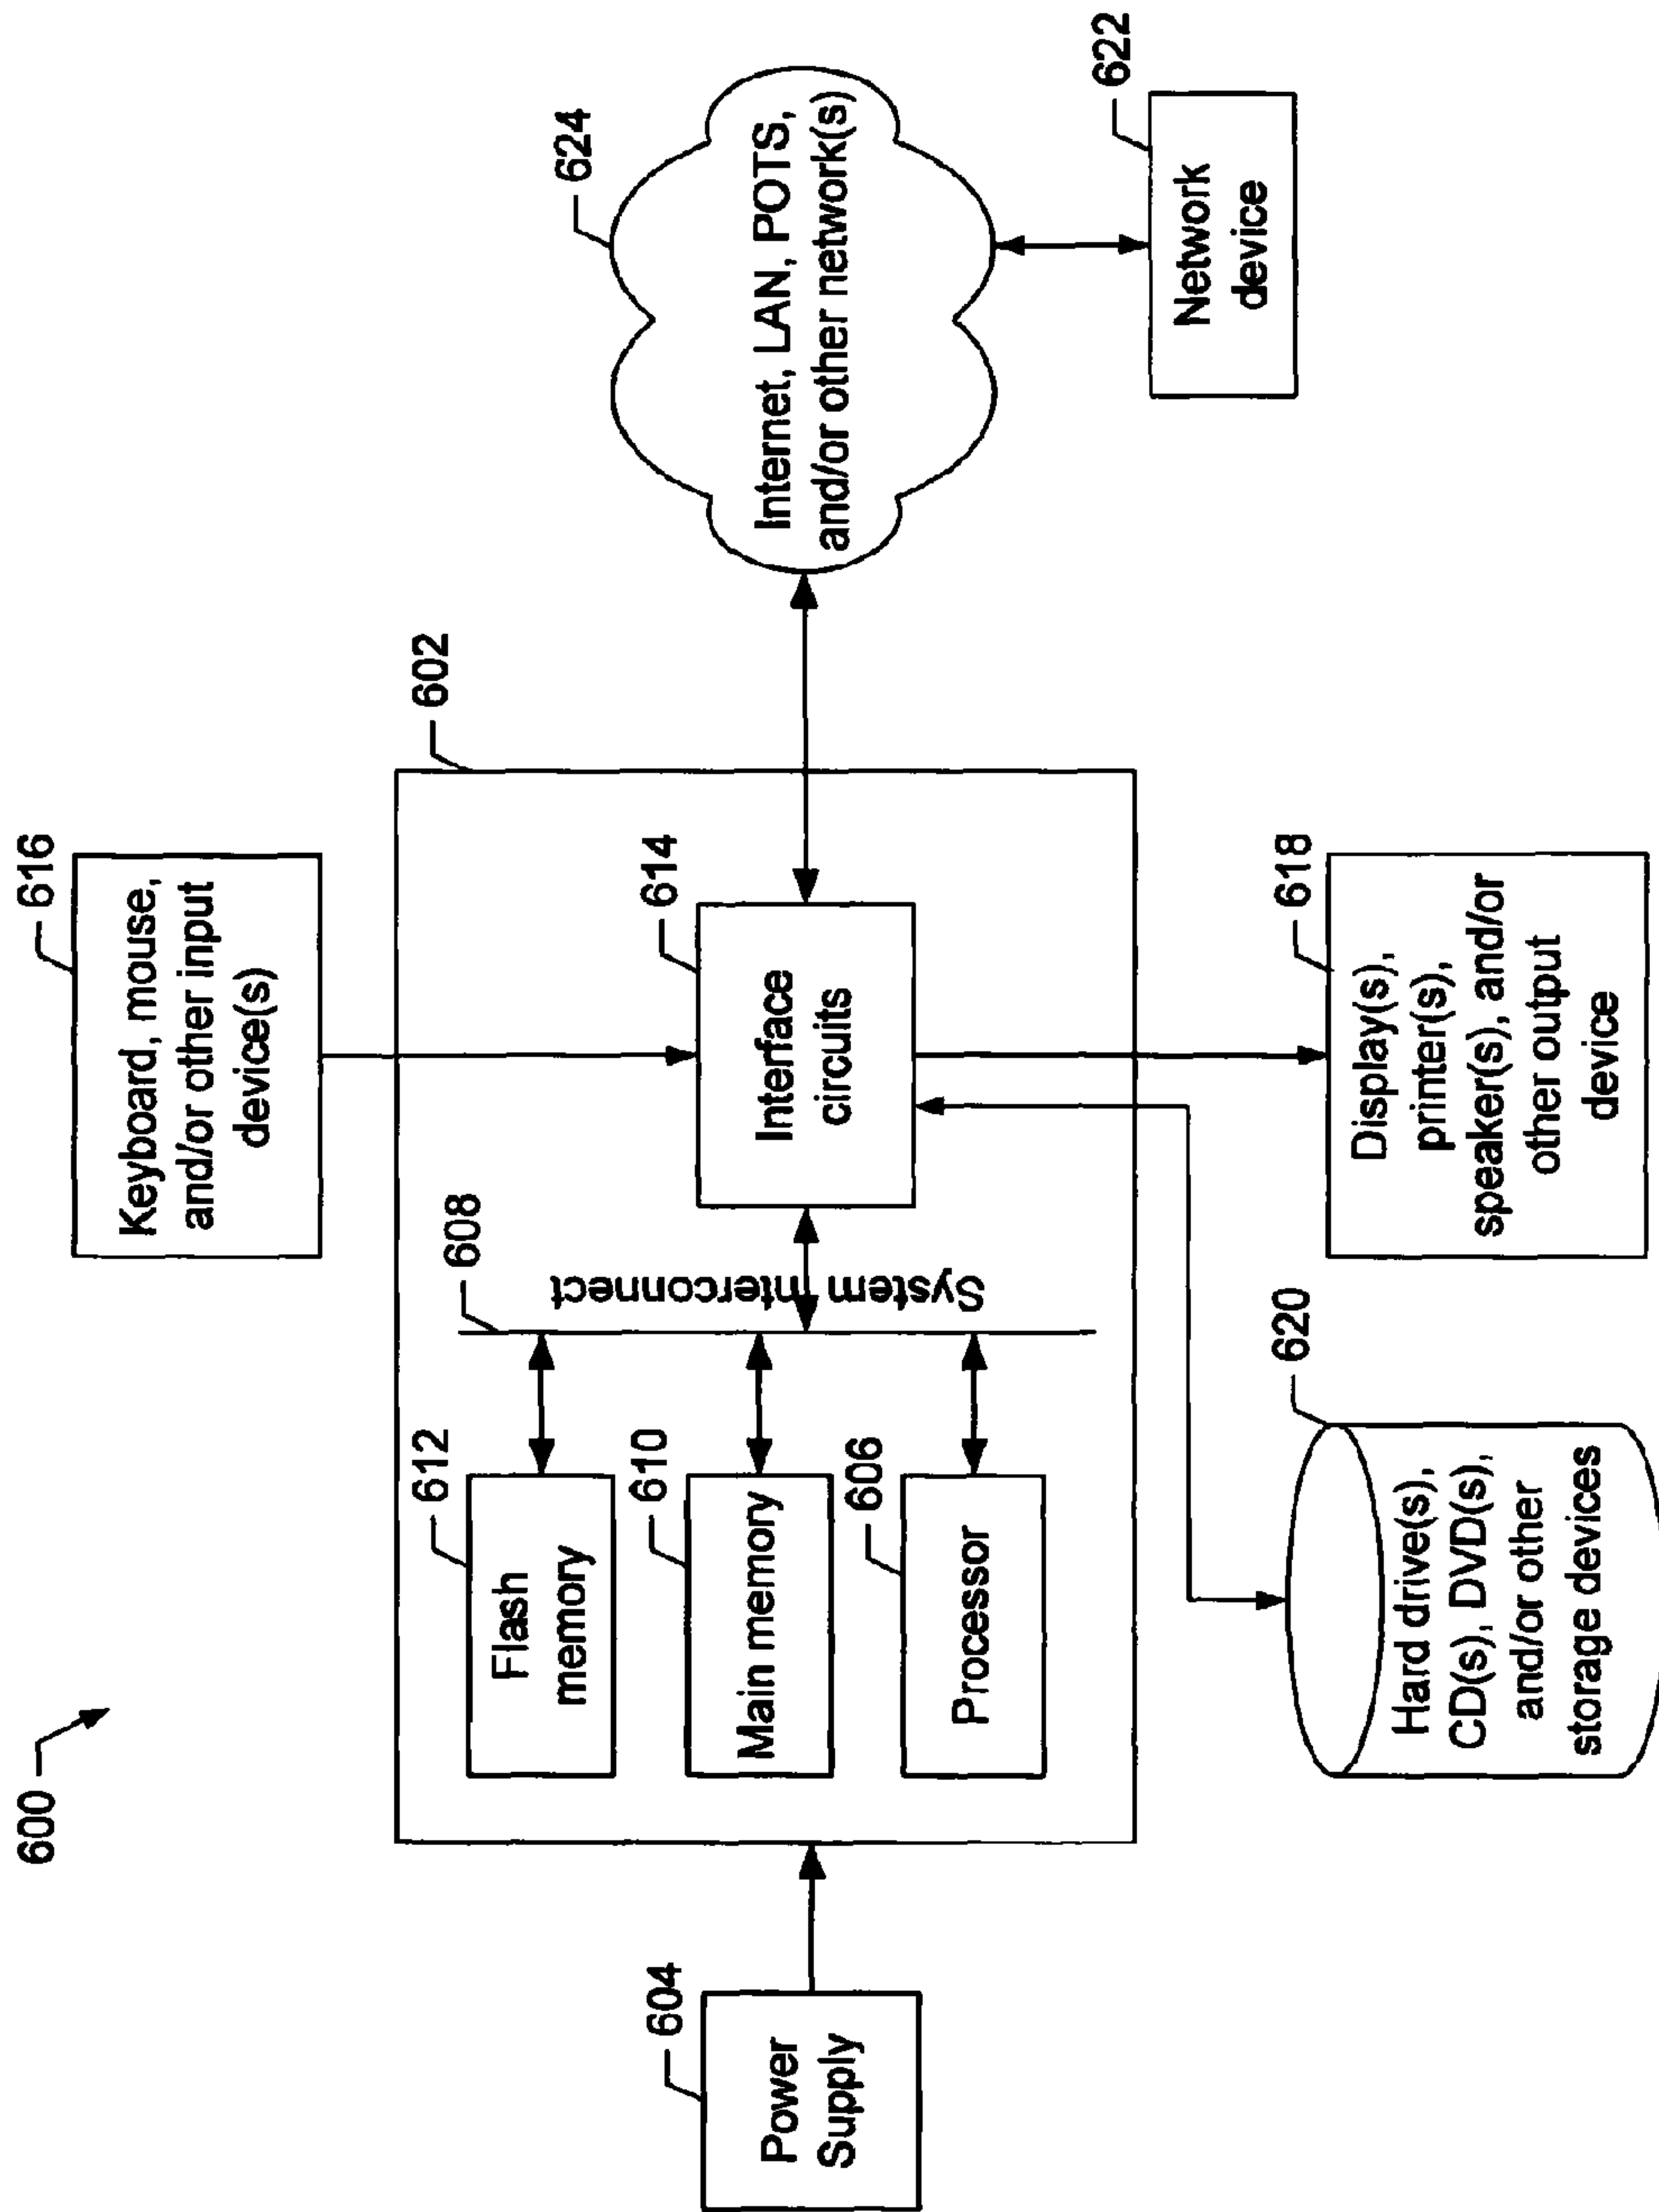 600
616
Keyboard, mouse,
and/or other input
device(s)
602
624
Internet, LAN, POTS,
and/or other network(s)
604
Power
Supply
612
Flash
memory
608
System Interconnect
614
Interface
circuits
610
Main memory
606
Processor
622
Network
device
620
Hard drive(s),
CD(s), DVD(s),
and/or other
storage devices
618
Display(s),
printer(s),
speaker(s), and/or
other output
device